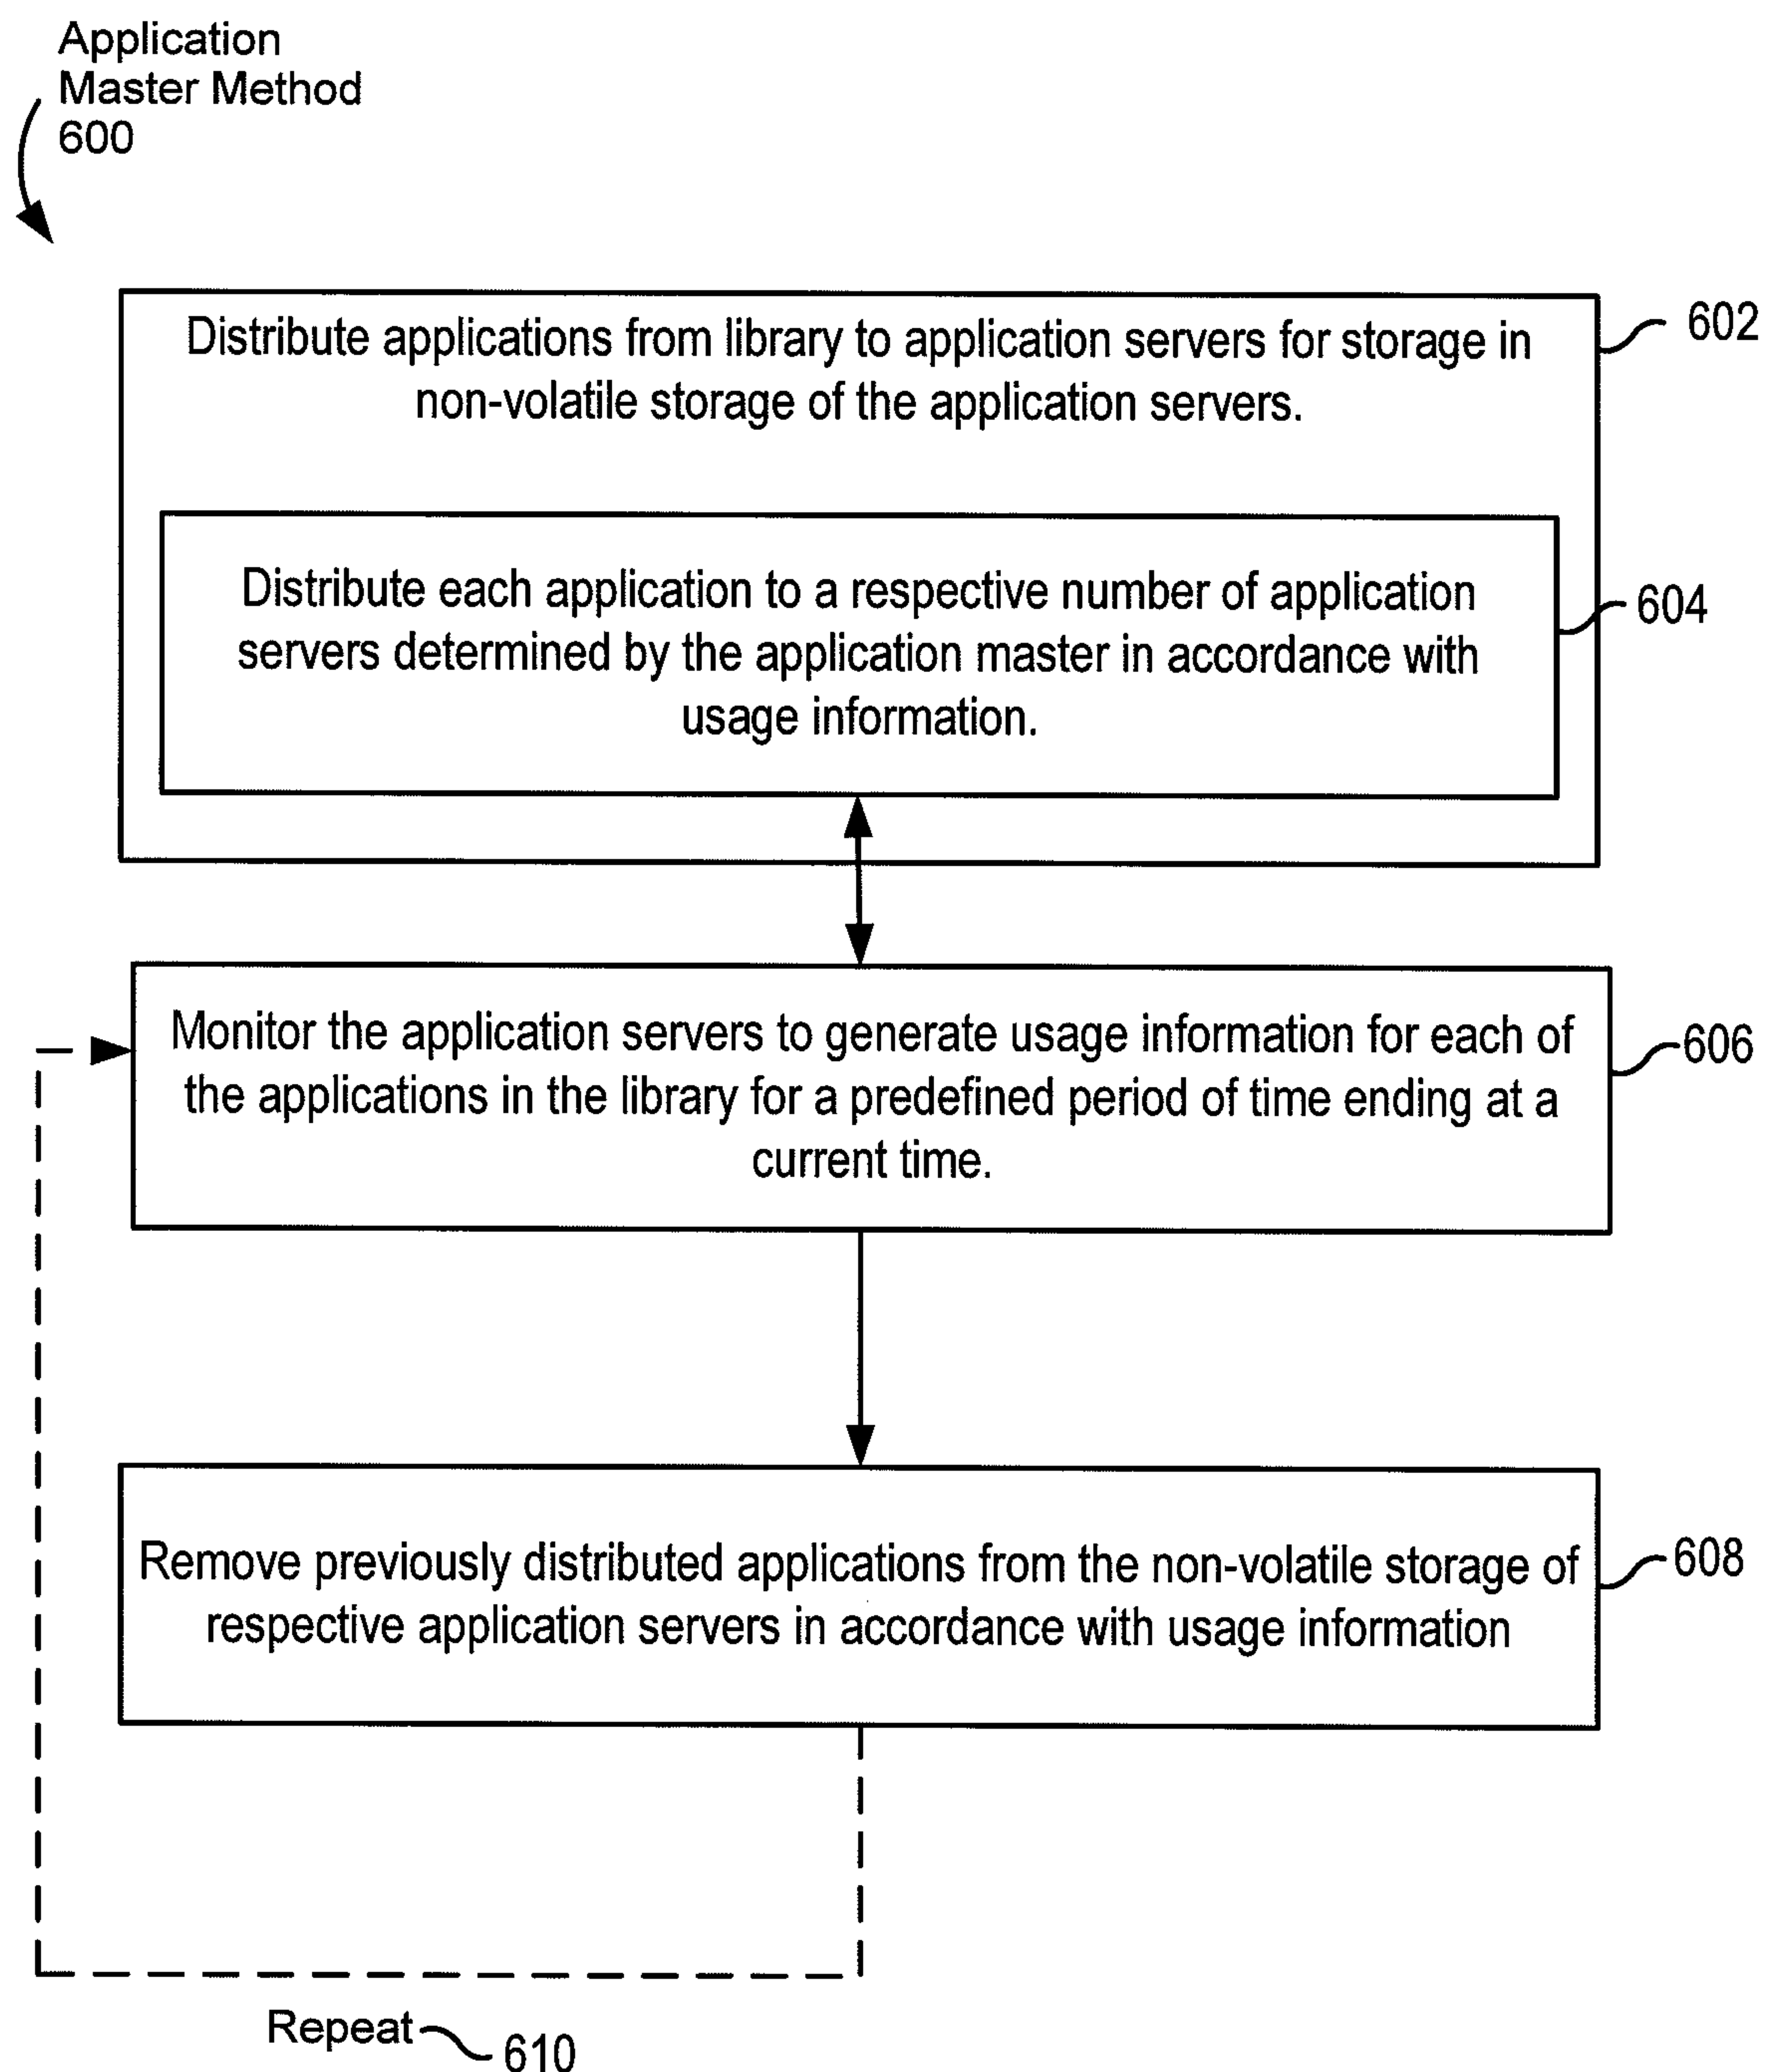 Application
Master Method
600
Distribute applications from library to application servers for storage in
non-volatile storage of the application servers.
602
Distribute each application to a respective number of application
servers determined by the application master in accordance with
usage information.
604
Monitor the application servers to generate usage information for each of
the applications in the library for a predefined period of time ending at a
current time.
606
Remove previously distributed applications from the non-volatile storage of
respective application servers in accordance with usage information
608
Repeat
610